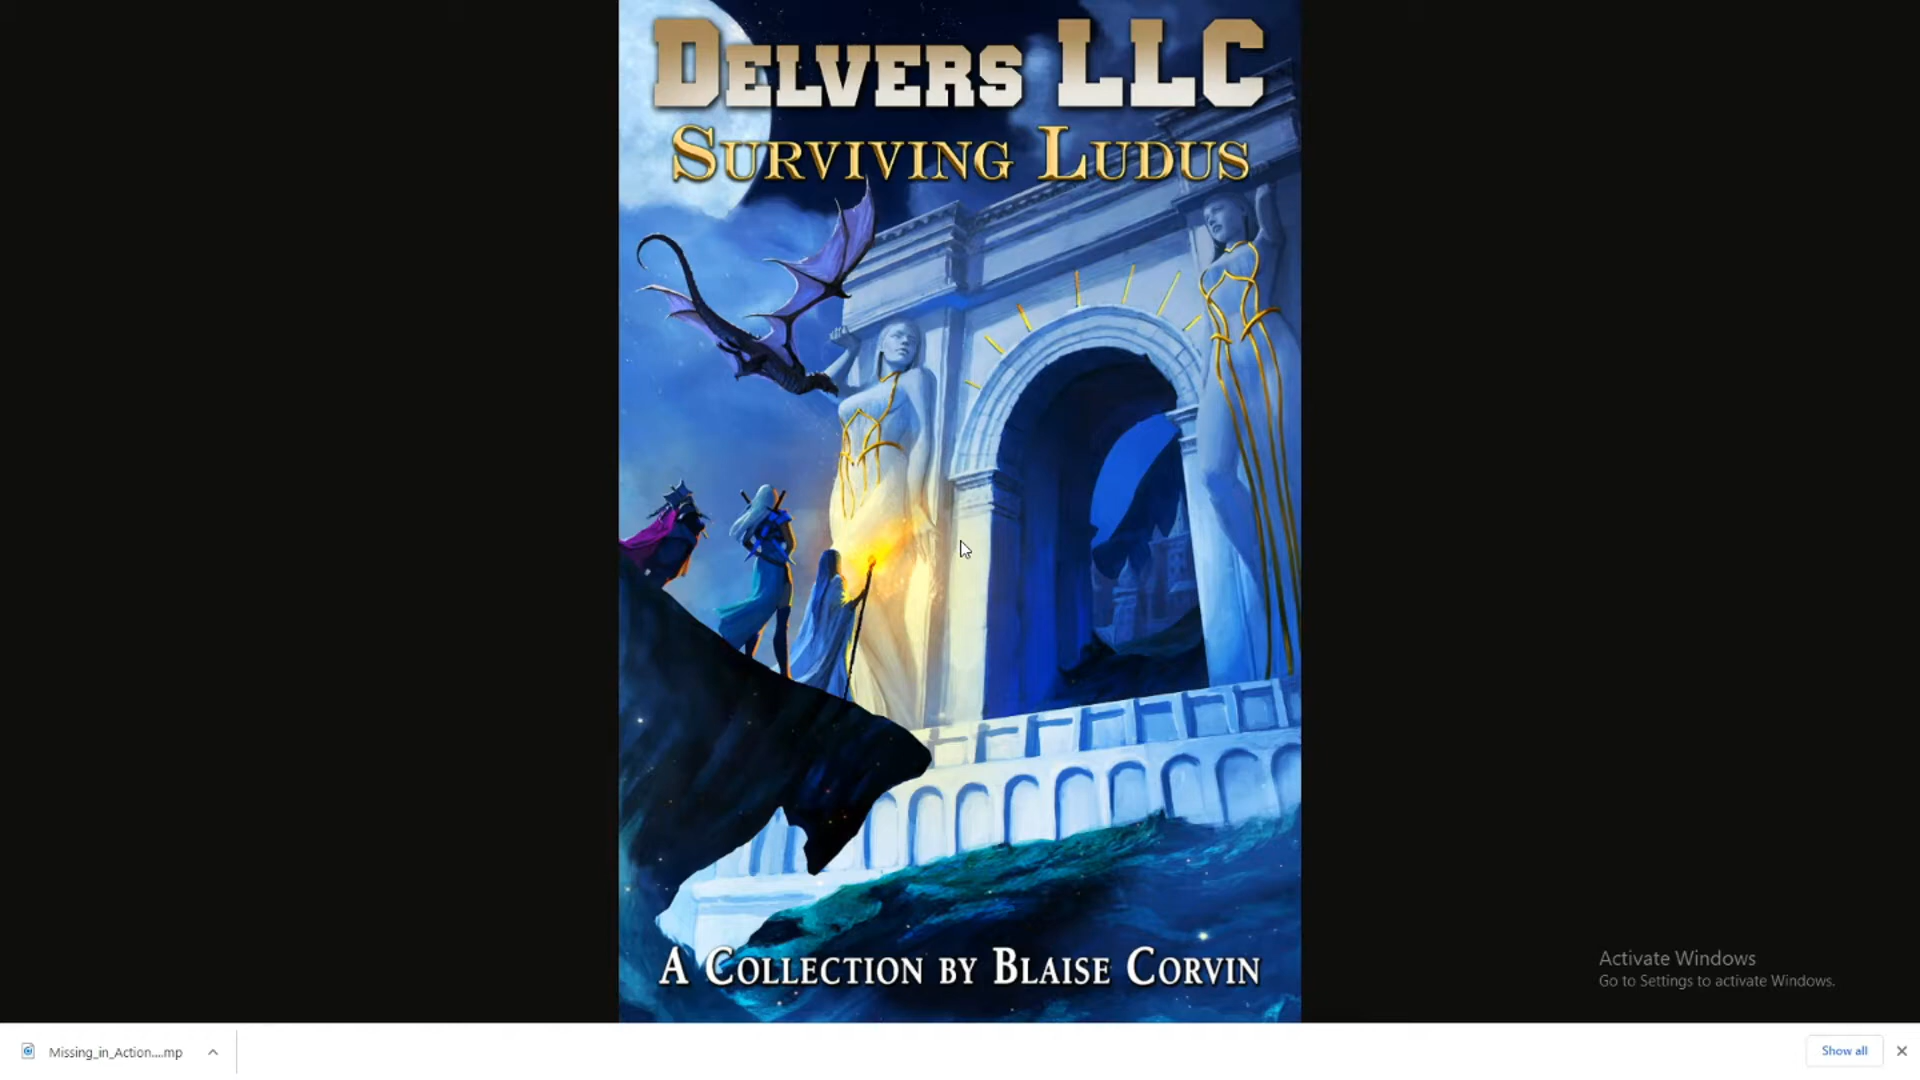 DELVERS LLC
SURVIVING LUDUS
A COLLECTION BY BLAISE CORVIN
Activate Windows
Go to Settings to activate Windows.
Missing_in_Action....mp
Show all